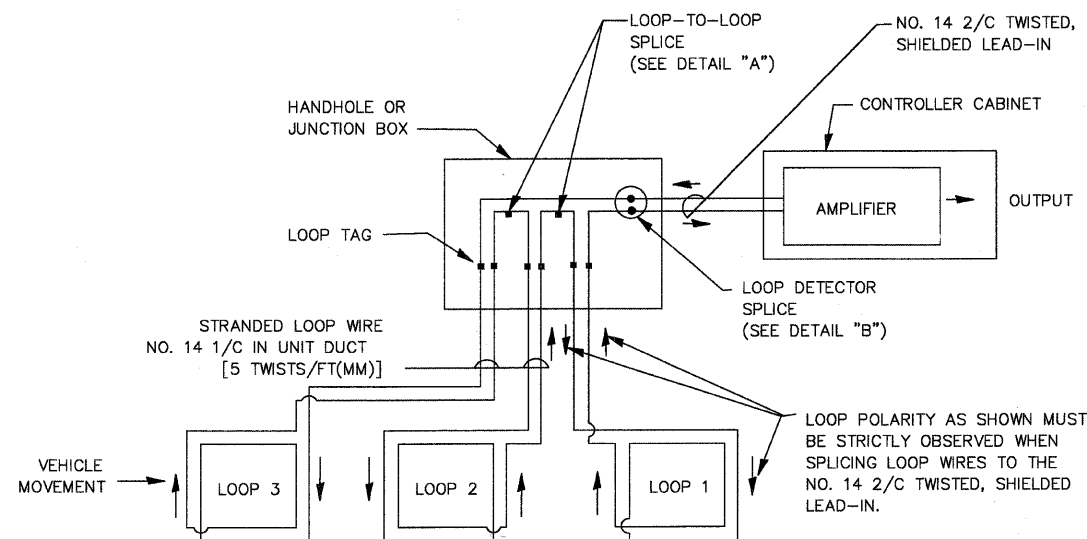 LOOP-TO-LOOP
SPLICE
(SEE DETAIL "A")
NO. 14 2/C TWISTED,
SHIELDED LEAD-IN
HANDHOLE OR
JUNCTION BOX
CONTROLLER CABINET
AMPLIFIER
OUTPUT
LOOP TAG
LOOP DETECTOR
SPLICE
(SEE DETAIL "B")
STRANDED LOOP WIRE
NO. 14 1/C IN UNIT DUCT
[5 TWISTS/FT(MM)]
LOOP POLARITY AS SHOWN MUST
BE STRICTLY OBSERVED WHEN
SPLICING LOOP WIRES TO THE
NO. 14 2/C TWISTED, SHIELDED
LEAD-IN.
VEHICLE
MOVEMENT
LOOP 3
LOOP 2
LOOP 1